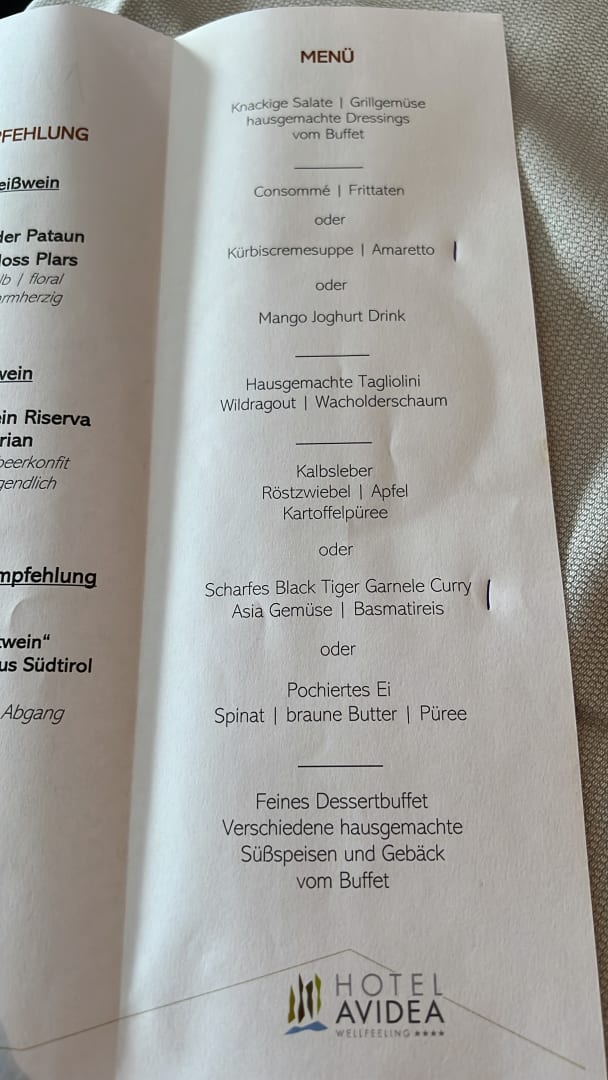 MENÜ
Knackige Salate | Grillgemüse
hausgemachte Dressings
vom Buffet
Consommé | Frittaten
oder
Kürbiscremesuppe | Amaretto
oder
Mango Joghurt Drink
Hausgemachte Tagliolini
Wildragout | Wacholderschaum
Kalbsleber
Röstzwiebel | Apfel
Kartoffelpüree
oder
Scharfes Black Tiger Garnele Curry
Asia Gemüse | Basmatireis
oder
Pochiertes Ei
Spinat | braune Butter | Püree
Feines Dessertbuffet
Verschiedene hausgemachte
Süßspeisen und Gebäck
vom Buffet
HOTEL
AVIDEA
WELLFEELING ****
PFEHLUNG
eißwein
der Pataun
loss Plars
lb / floral
armherzig
wein
in Riserva
rian
beerkonfit
gendlich
mpfehlung
twein“
us Südtirol
Abgang